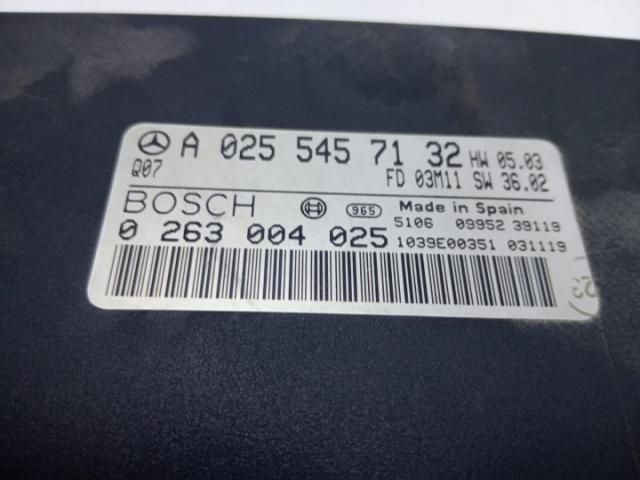 A 025 545 71 32 HW 05.03
Q07 FD 03M11 SW 36.02
BOSCH 965 Made in Spain
5106 09952 39119
0 263 004 025 1039E00351 031119
23